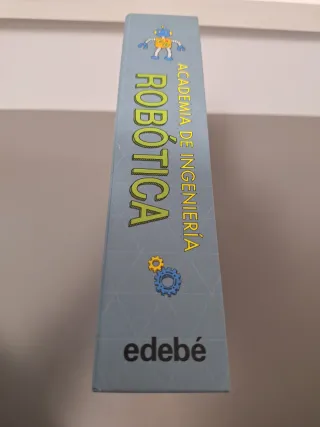 ACADEMIA DE INGENIERÍA
ROBÓTICA
edebé